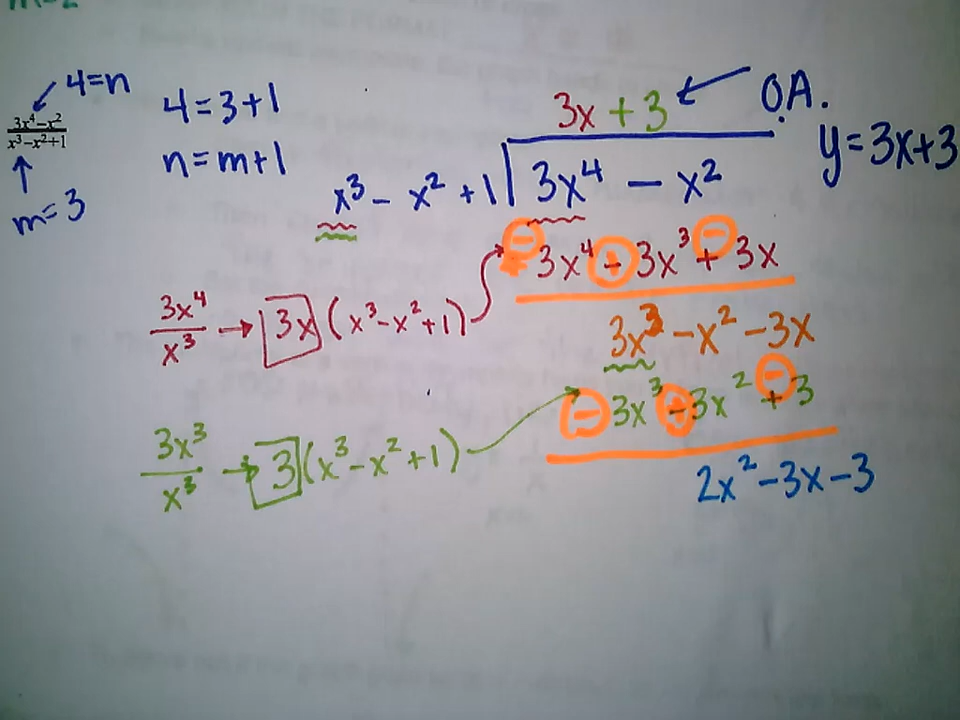 4=n
3x⁴-x²
x³-x²+1
m=3
4=3+1
n=m+1
3x+3
O.A.
y=3x+3
x³-x²+1 3x⁴-x²
- 3x⁴ + 3x³ - 3x
3x⁴/x³ → 3x (x³-x²+1)
3x³-x²-3x
- 3x³ + 3x² - 3
3x³/x³ → 3 (x³-x²+1)
2x²-3x-3